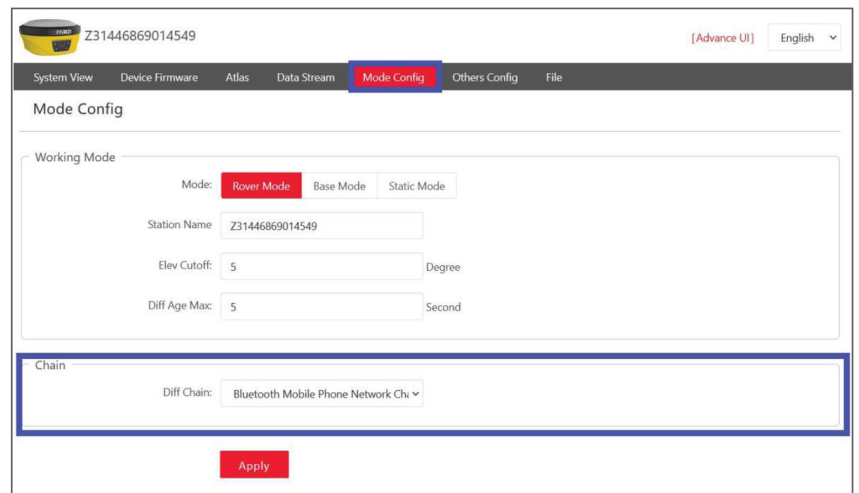 Z31446869014549
[Advance UI] English
System View Device Firmware Atlas Data Stream Mode Config Others Config File
Mode Config
Working Mode
Mode: Rover Mode Base Mode Static Mode
Station Name Z31446869014549
Elev Cutoff: 5 Degree
Diff Age Max: 5 Second
Chain
Diff Chain: Bluetooth Mobile Phone Network Cha
Apply